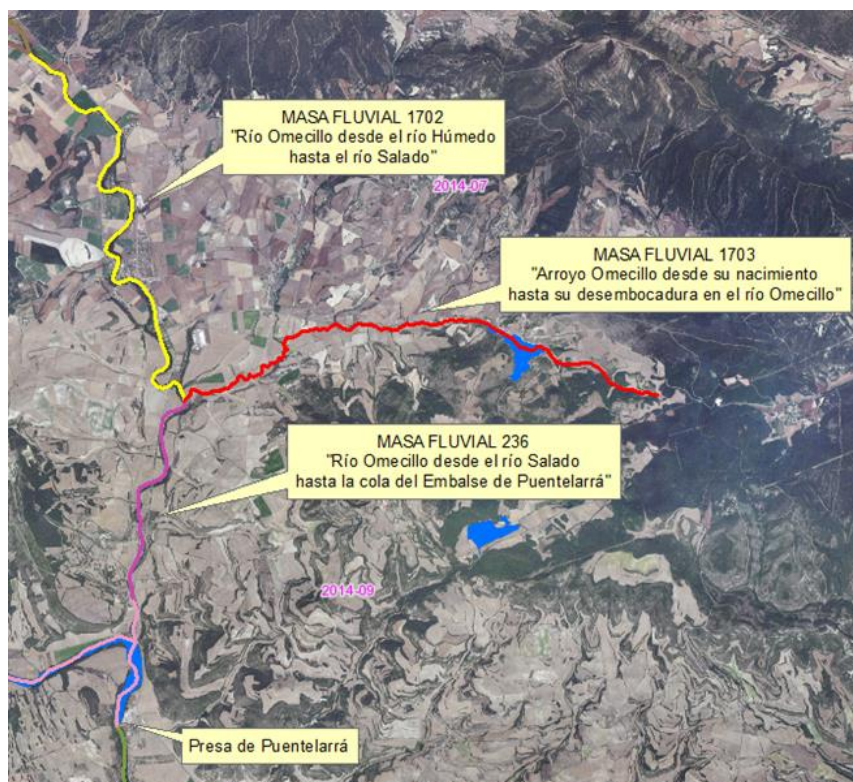 MASA FLUVIAL 1702
"Río Omecillo desde el río Húmedo
hasta el río Salado"
2014-07
MASA FLUVIAL 1703
"Arroyo Omecillo desde su nacimiento
hasta su desembocadura en el río Omecillo"
MASA FLUVIAL 236
"Río Omecillo desde el río Salado
hasta la cola del Embalse de Puentelarrá"
2014-09
Presa de Puentelarrá